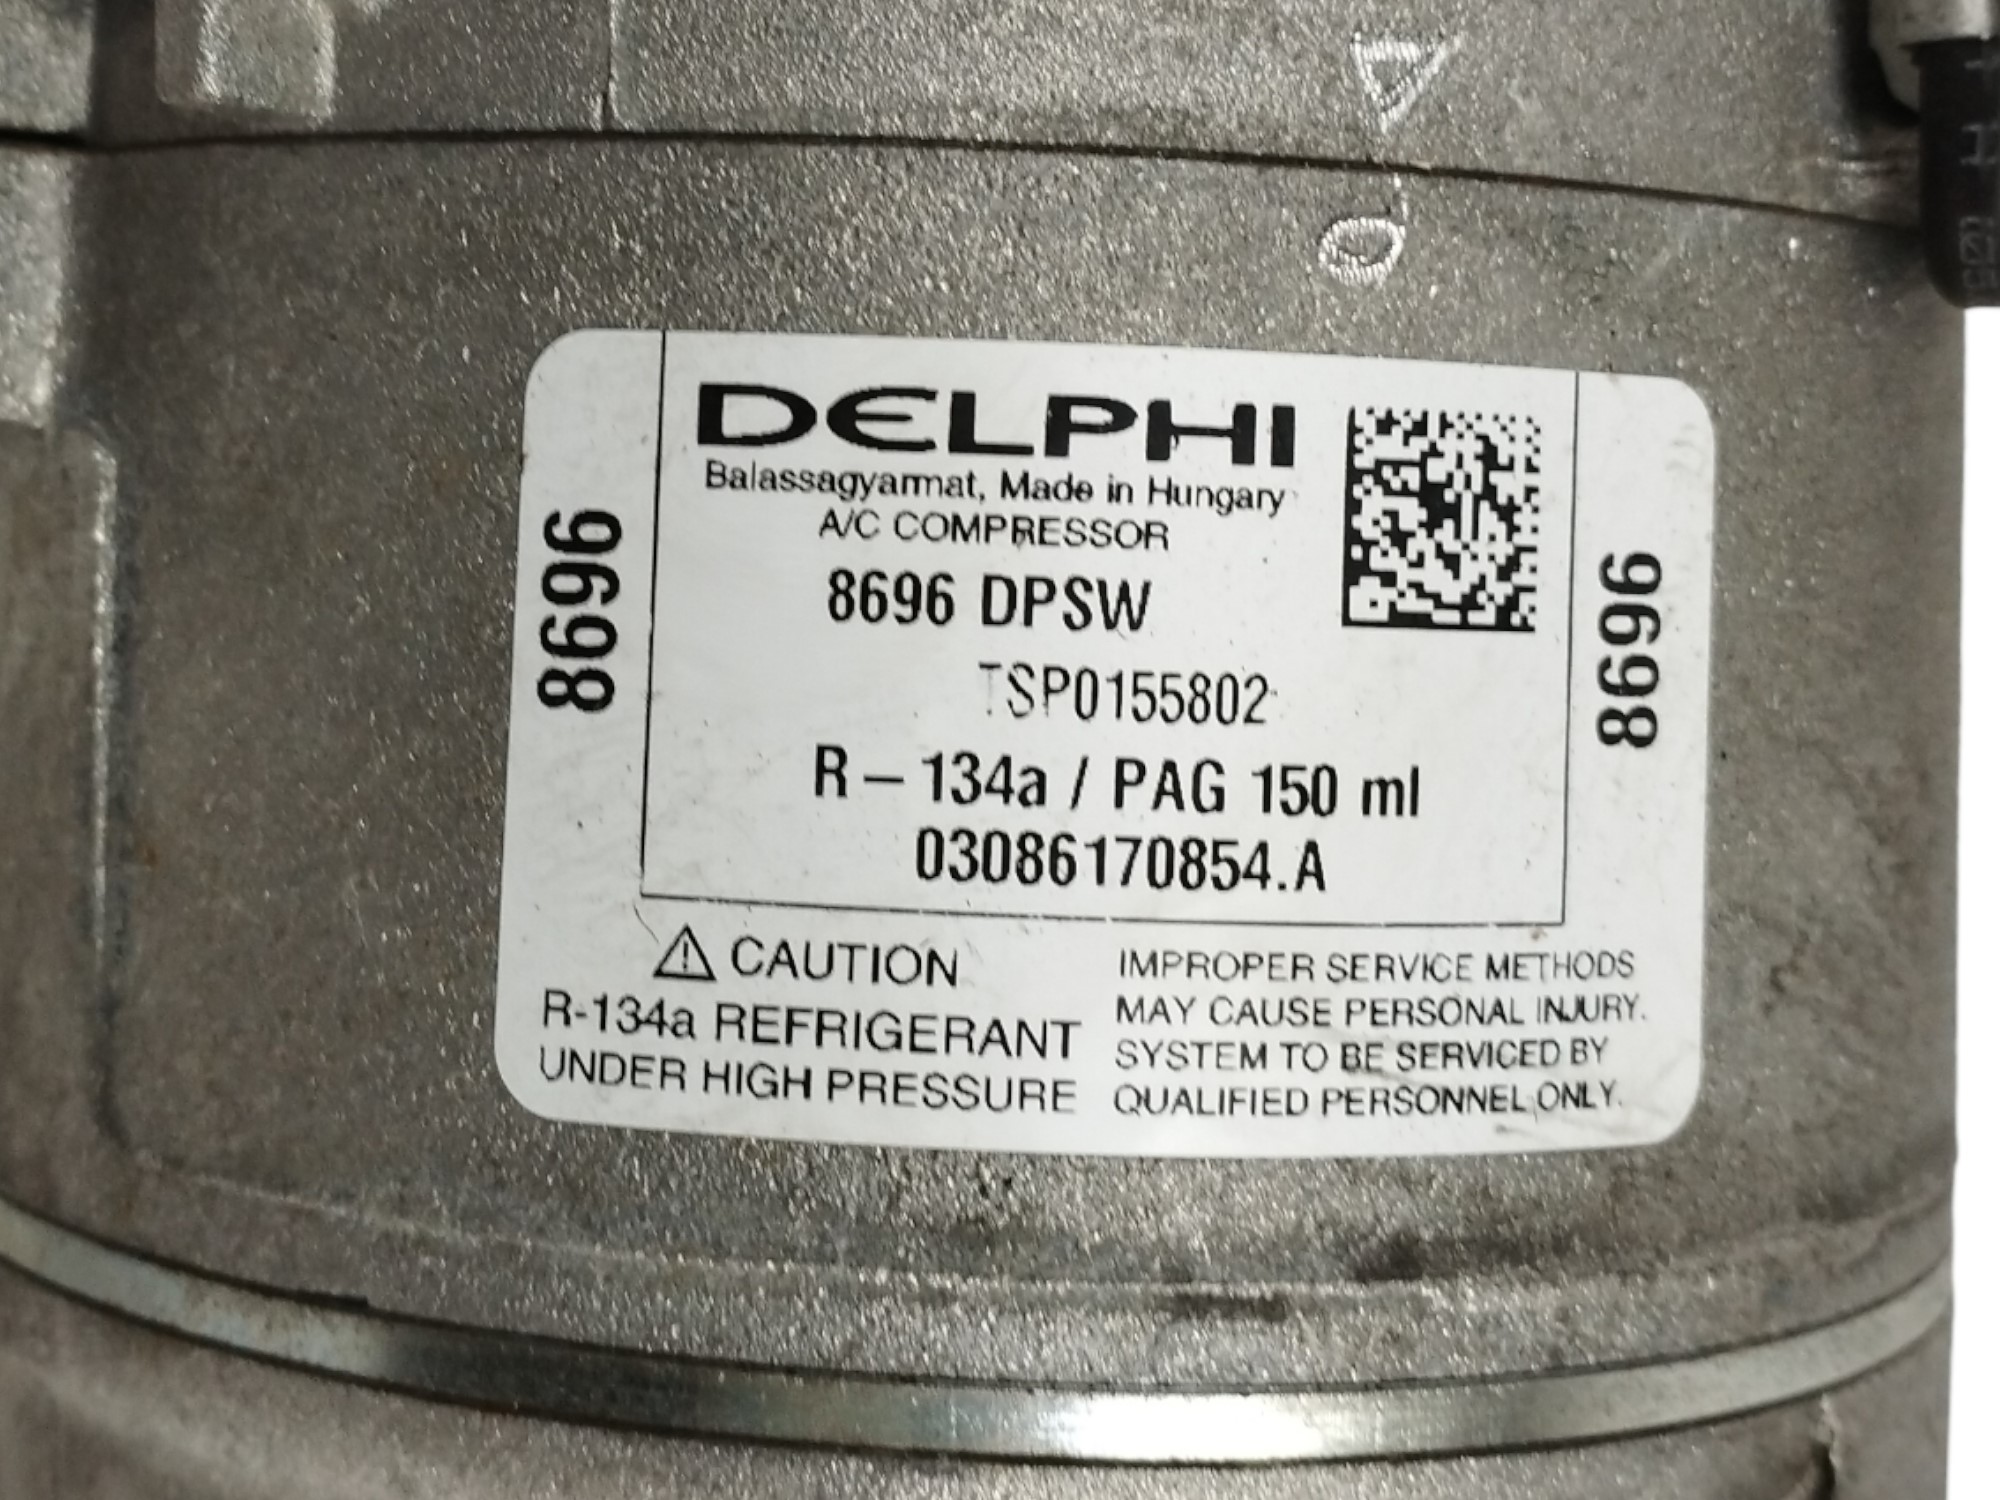 DELPHI
Balassagyarmat, Made in Hungary
A/C COMPRESSOR
8696
8696 DPSW
8696
TSP0155802
R – 134a / PAG 150 ml
03086170854.A
CAUTION
R-134a REFRIGERANT
UNDER HIGH PRESSURE
IMPROPER SERVICE METHODS
MAY CAUSE PERSONAL INJURY.
SYSTEM TO BE SERVICED BY
QUALIFIED PERSONNEL ONLY.